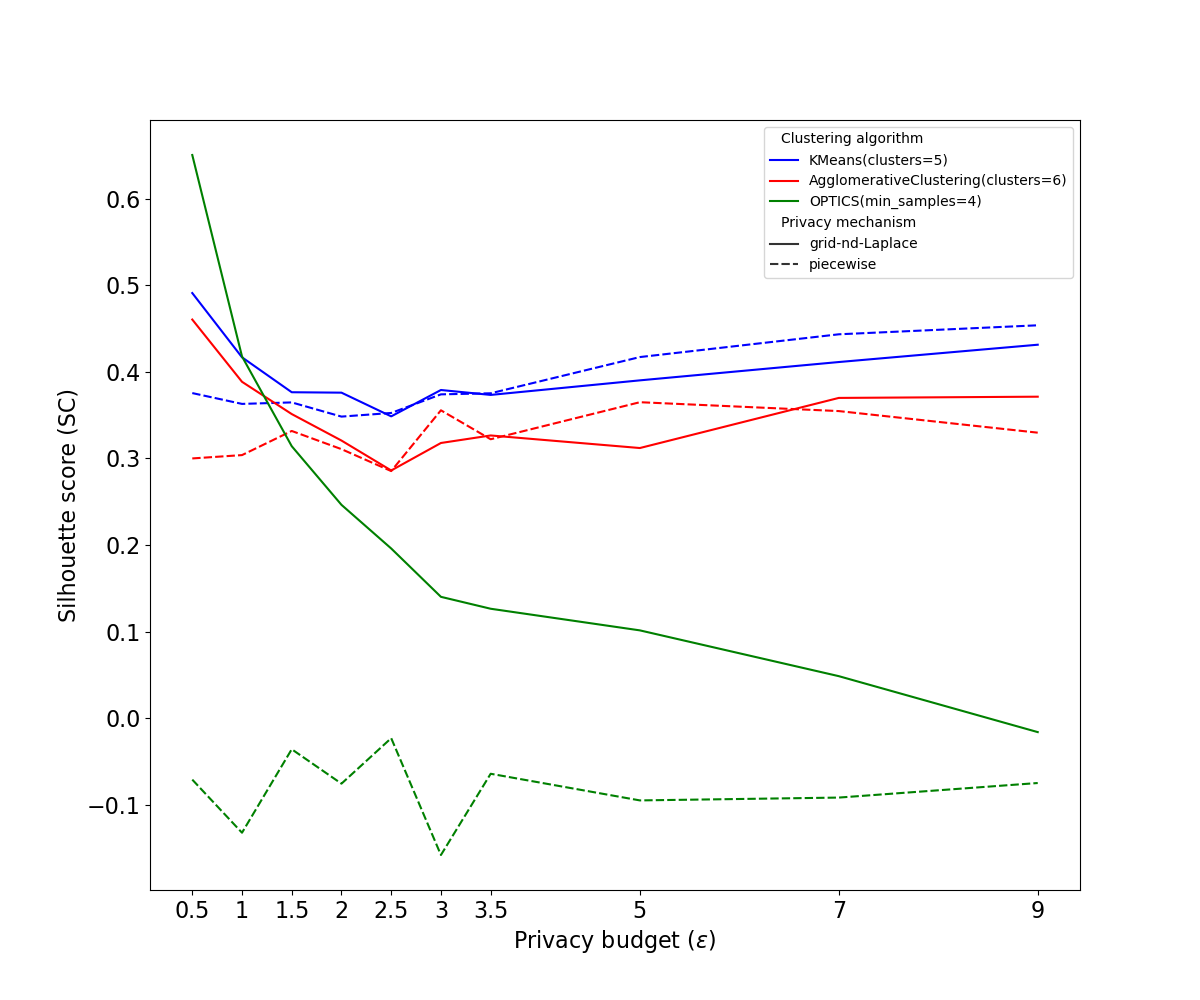 Clustering algorithm
KMeans(clusters=5)
AgglomerativeClustering(clusters=6)
OPTICS(min_samples=4)
Privacy mechanism
grid-nd-Laplace
piecewise
Silhouette score (SC)
0.6
0.5
0.4
0.3
0.2
0.1
0.0
−0.1
0.5 1 1.5 2 2.5 3 3.5 5 7 9
Privacy budget (ε)